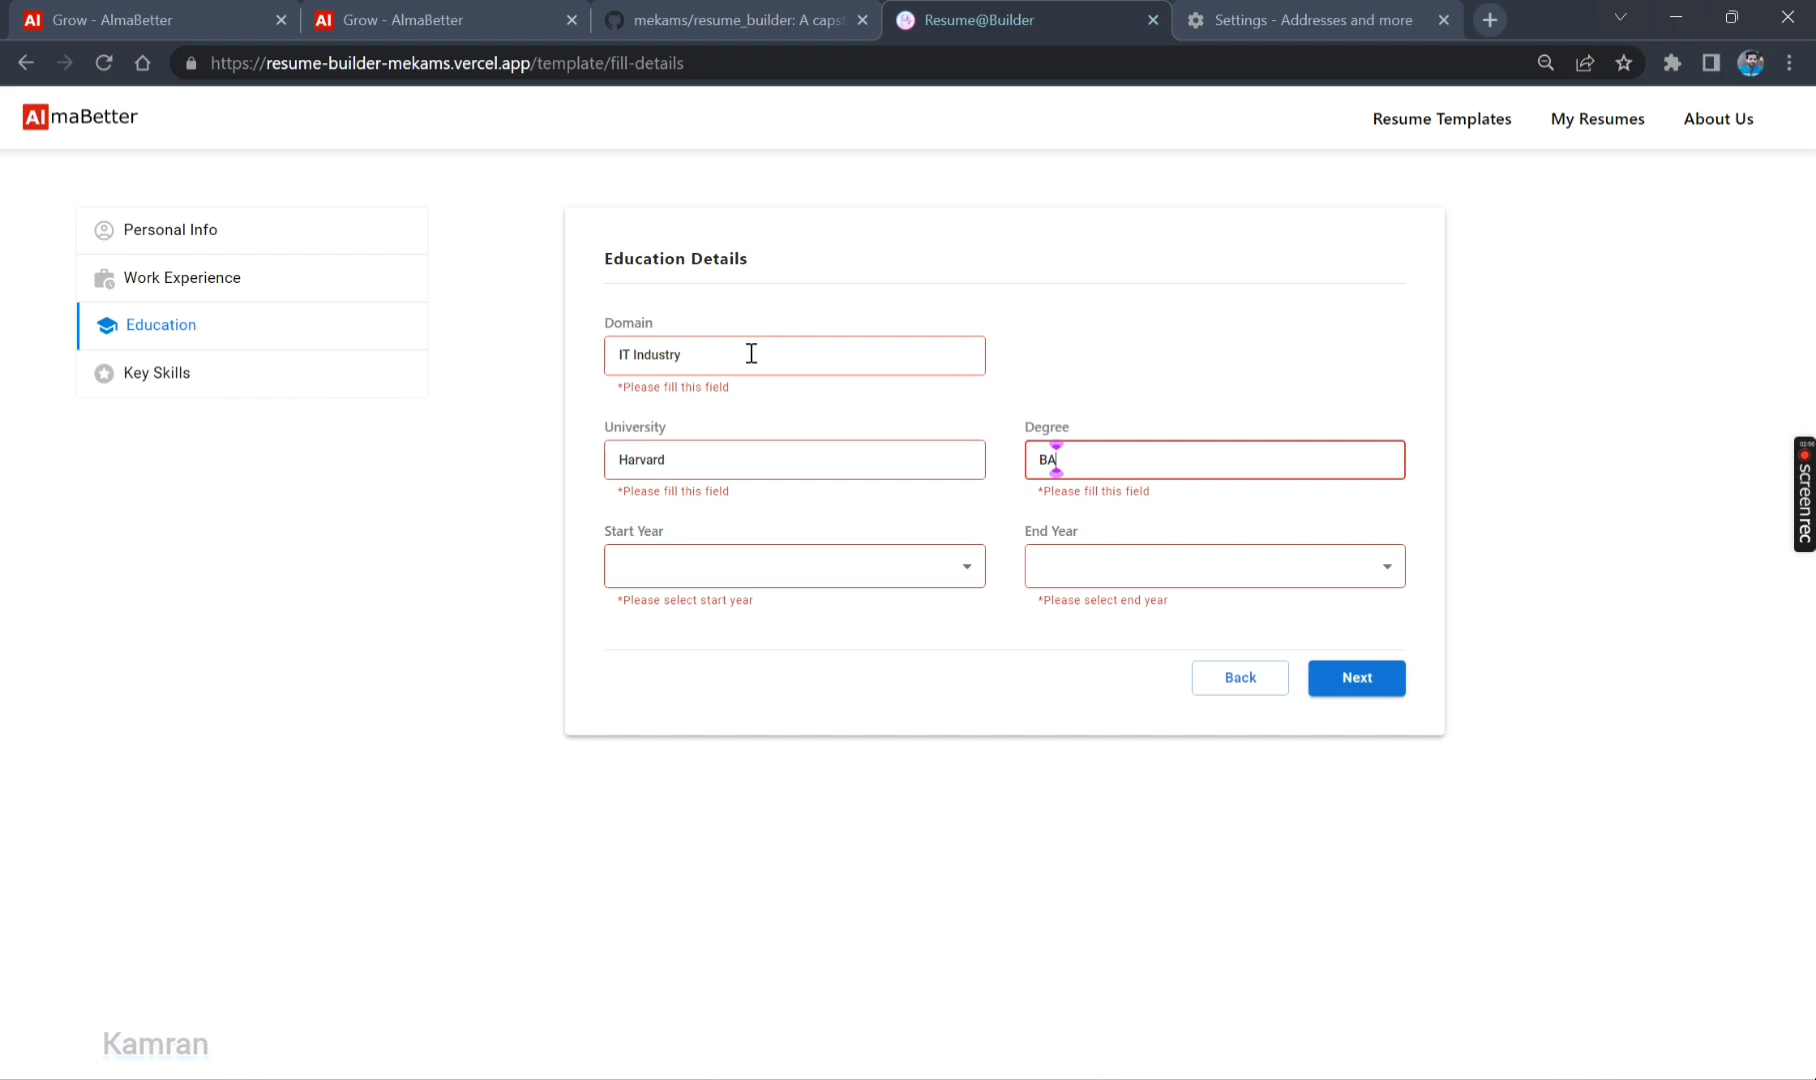 Grow - AlmaBetter
Grow - AlmaBetter
mekams/resume_builder: A capst
Resume@Builder
Settings - Addresses and more
https://resume-builder-mekams.vercel.app/template/fill-details
AlmaBetter
Resume Templates
My Resumes
About Us
Personal Info
Work Experience
Education
Key Skills
Education Details
Domain
IT Industry
*Please fill this field
University
Degree
Harvard
BA
*Please fill this field
*Please fill this field
Start Year
End Year
*Please select start year
*Please select end year
Back
Next
02:56
screenrec
Kamran